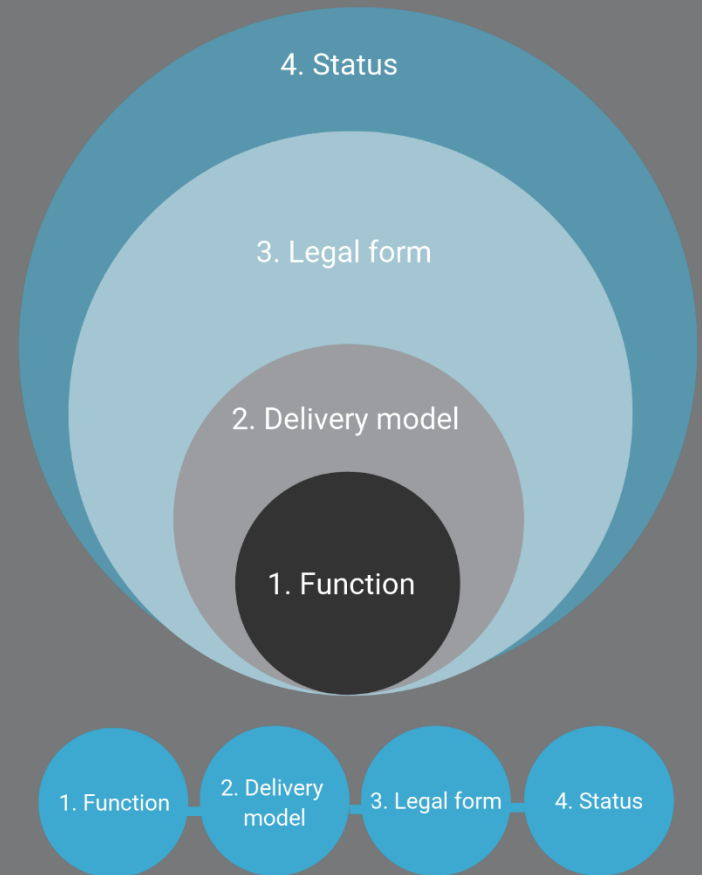 4. Status
3. Legal form
2. Delivery model
1. Function
1. Function
2. Delivery
model
3. Legal form
4. Status